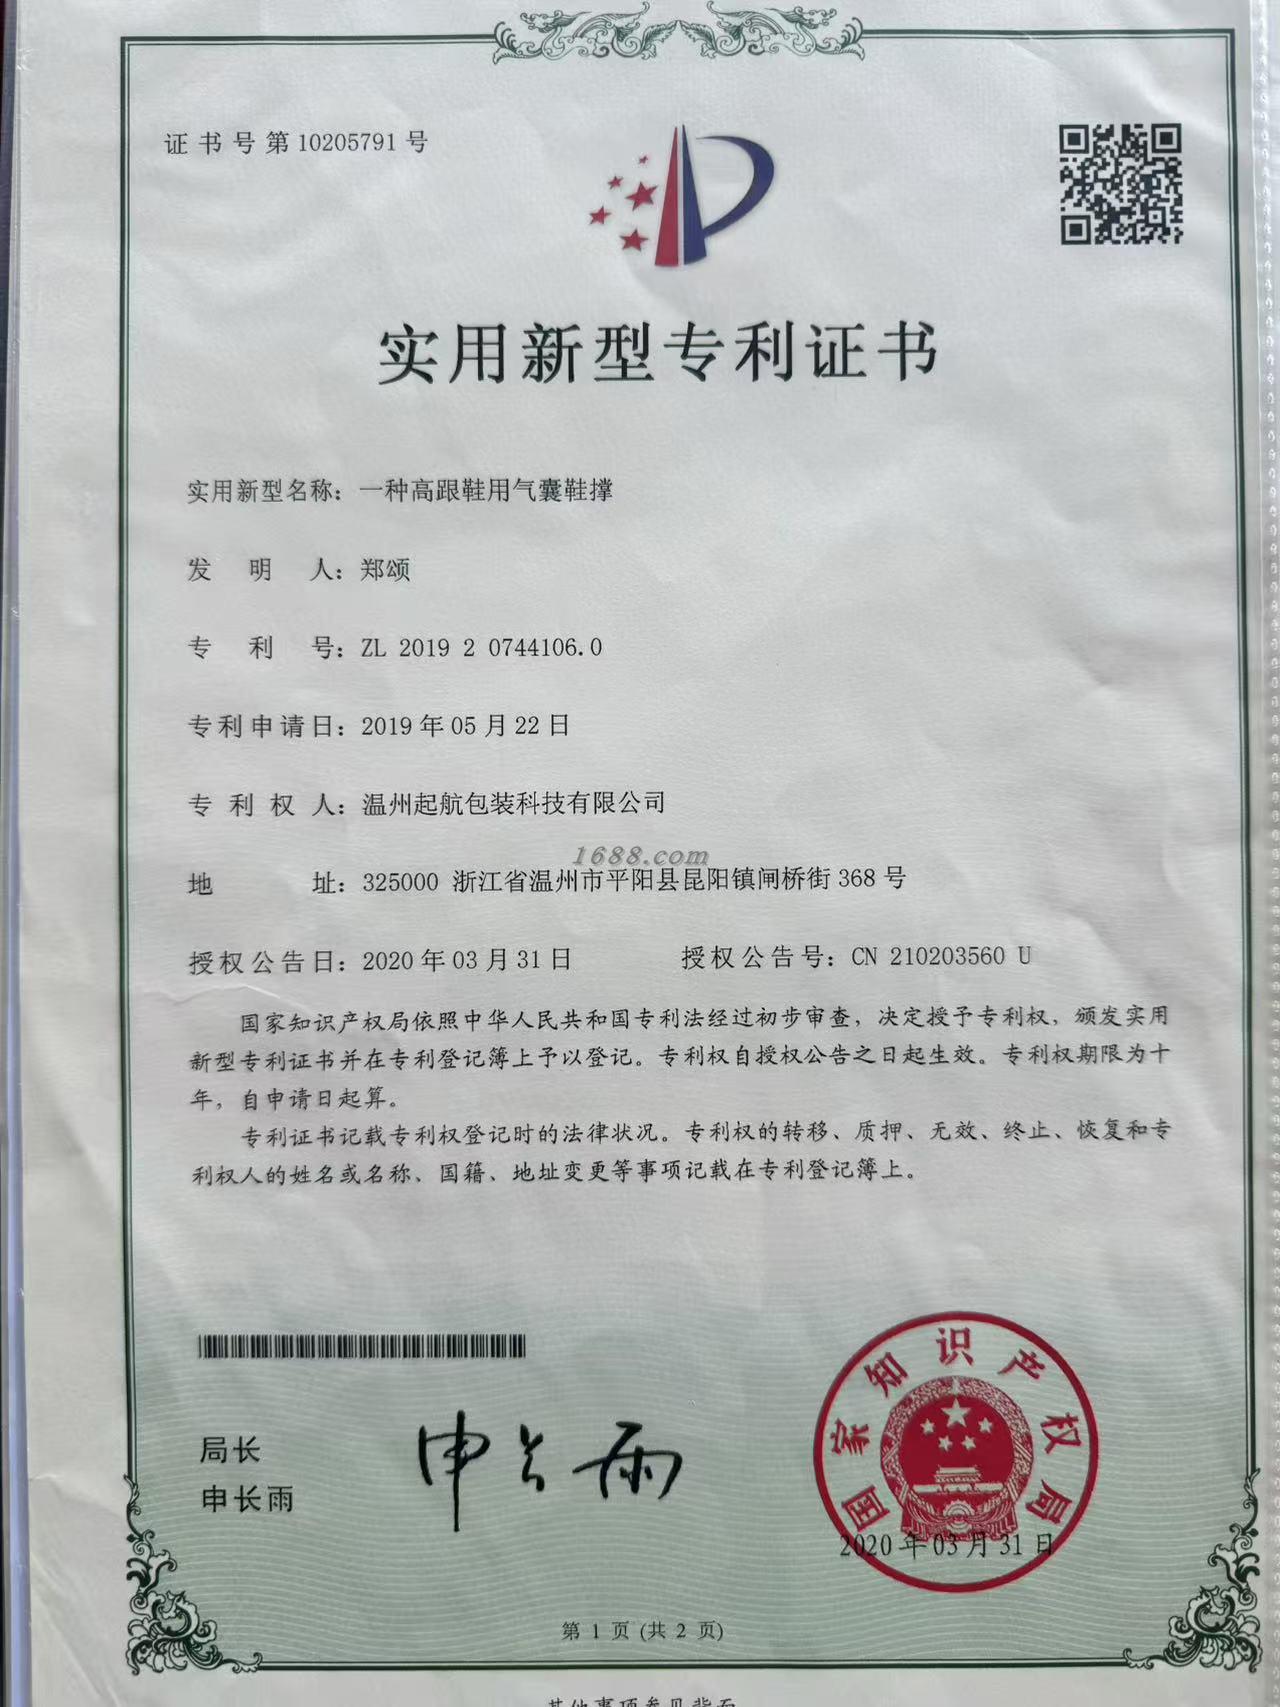 证书号第10205791号
实用新型专利证书
实用新型名称：一种高跟鞋用气囊鞋撑
发明人：郑颂
专利号：ZL 2019 2 0744106.0
专利申请日：2019年05月22日
专利权人：温州起航包装科技有限公司
1688.com
地址：325000 浙江省温州市平阳县昆阳镇闸桥街368号
授权公告日：2020年03月31日 授权公告号：CN 210203560 U
国家知识产权局依照中华人民共和国专利法经过初步审查，决定授予专利权，颁发实用
新型专利证书并在专利登记簿上予以登记。专利权自授权公告之日起生效。专利权期限为十
年，自申请日起算。
专利证书记载专利权登记时的法律状况。专利权的转移、质押、无效、终止、恢复和专
利权人的姓名或名称、国籍、地址变更等事项记载在专利登记簿上。
局长
申长雨
申长雨
国家知识产权局
2020年03月31日
第 1 页 (共 2 页)
其他事项参见背面